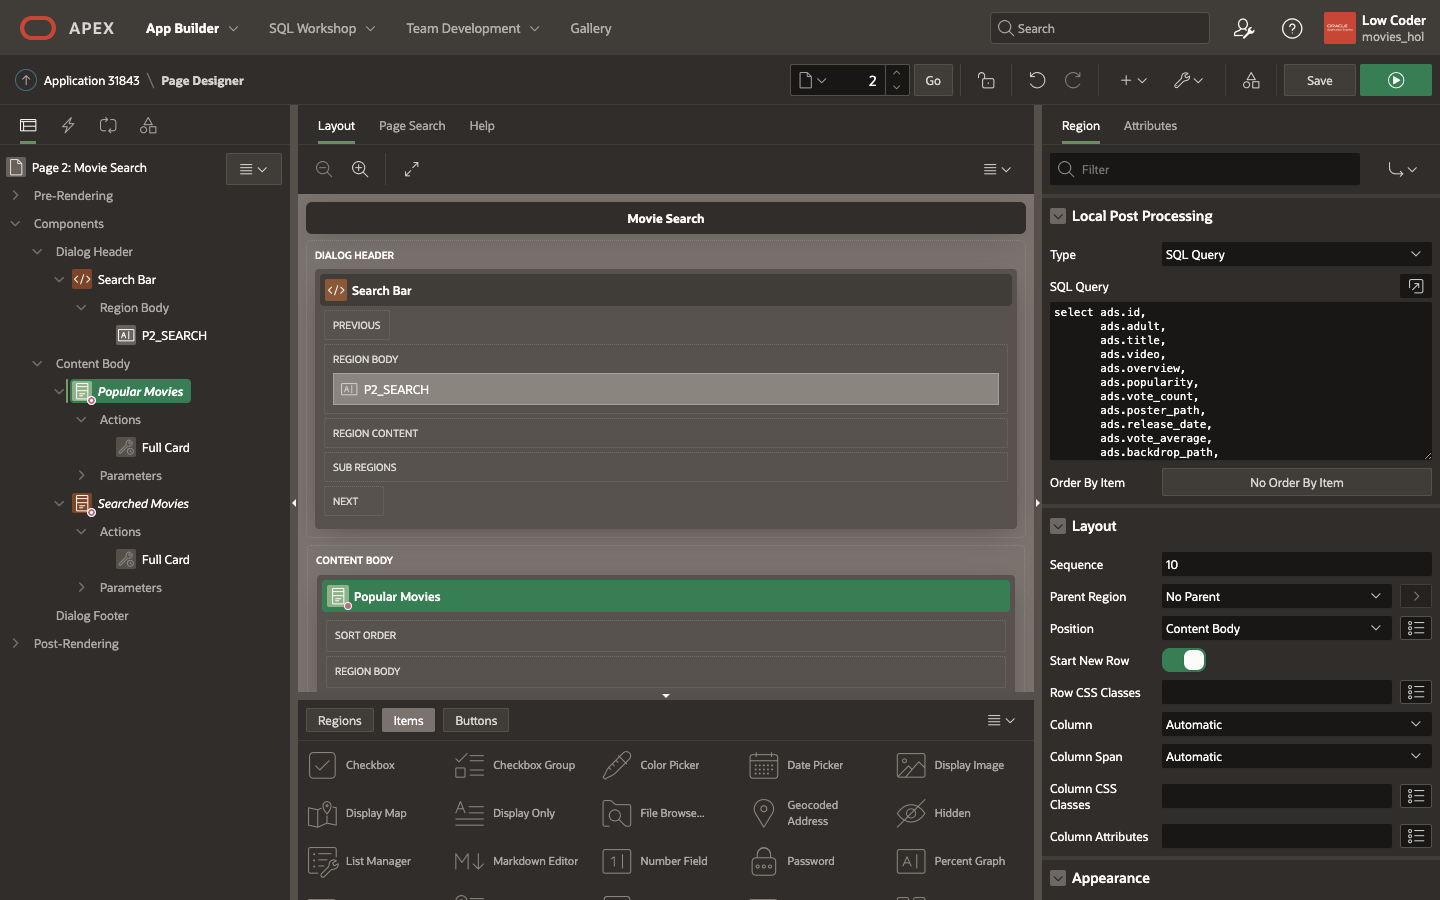 APEX
App Builder
SQL Workshop
Team Development
Gallery
Search
Low Coder
movies_hol
Application 31843 \ Page Designer
2
Go
Save
Layout
Page Search
Help
Region
Attributes
Page 2: Movie Search
Pre-Rendering
Components
Dialog Header
Search Bar
Region Body
P2_SEARCH
Content Body
Popular Movies
Actions
Full Card
Parameters
Searched Movies
Actions
Full Card
Parameters
Dialog Footer
Post-Rendering
Movie Search
DIALOG HEADER
Search Bar
PREVIOUS
REGION BODY
P2_SEARCH
REGION CONTENT
SUB REGIONS
NEXT
CONTENT BODY
Popular Movies
SORT ORDER
REGION BODY
Regions
Items
Buttons
Checkbox
Checkbox Group
Color Picker
Date Picker
Display Image
Display Map
Display Only
File Browse...
Geocoded
Address
Hidden
List Manager
Markdown Editor
Number Field
Password
Percent Graph
Filter
Local Post Processing
Type
SQL Query
SQL Query
select ads.id,
ads.adult,
ads.title,
ads.video,
ads.overview,
ads.popularity,
ads.vote_count,
ads.poster_path,
ads.release_date,
ads.vote_average,
ads.backdrop_path,
Order By Item
No Order By Item
Layout
Sequence
10
Parent Region
No Parent
Position
Content Body
Start New Row
Row CSS Classes
Column
Automatic
Column Span
Automatic
Column CSS
Classes
Column Attributes
Appearance